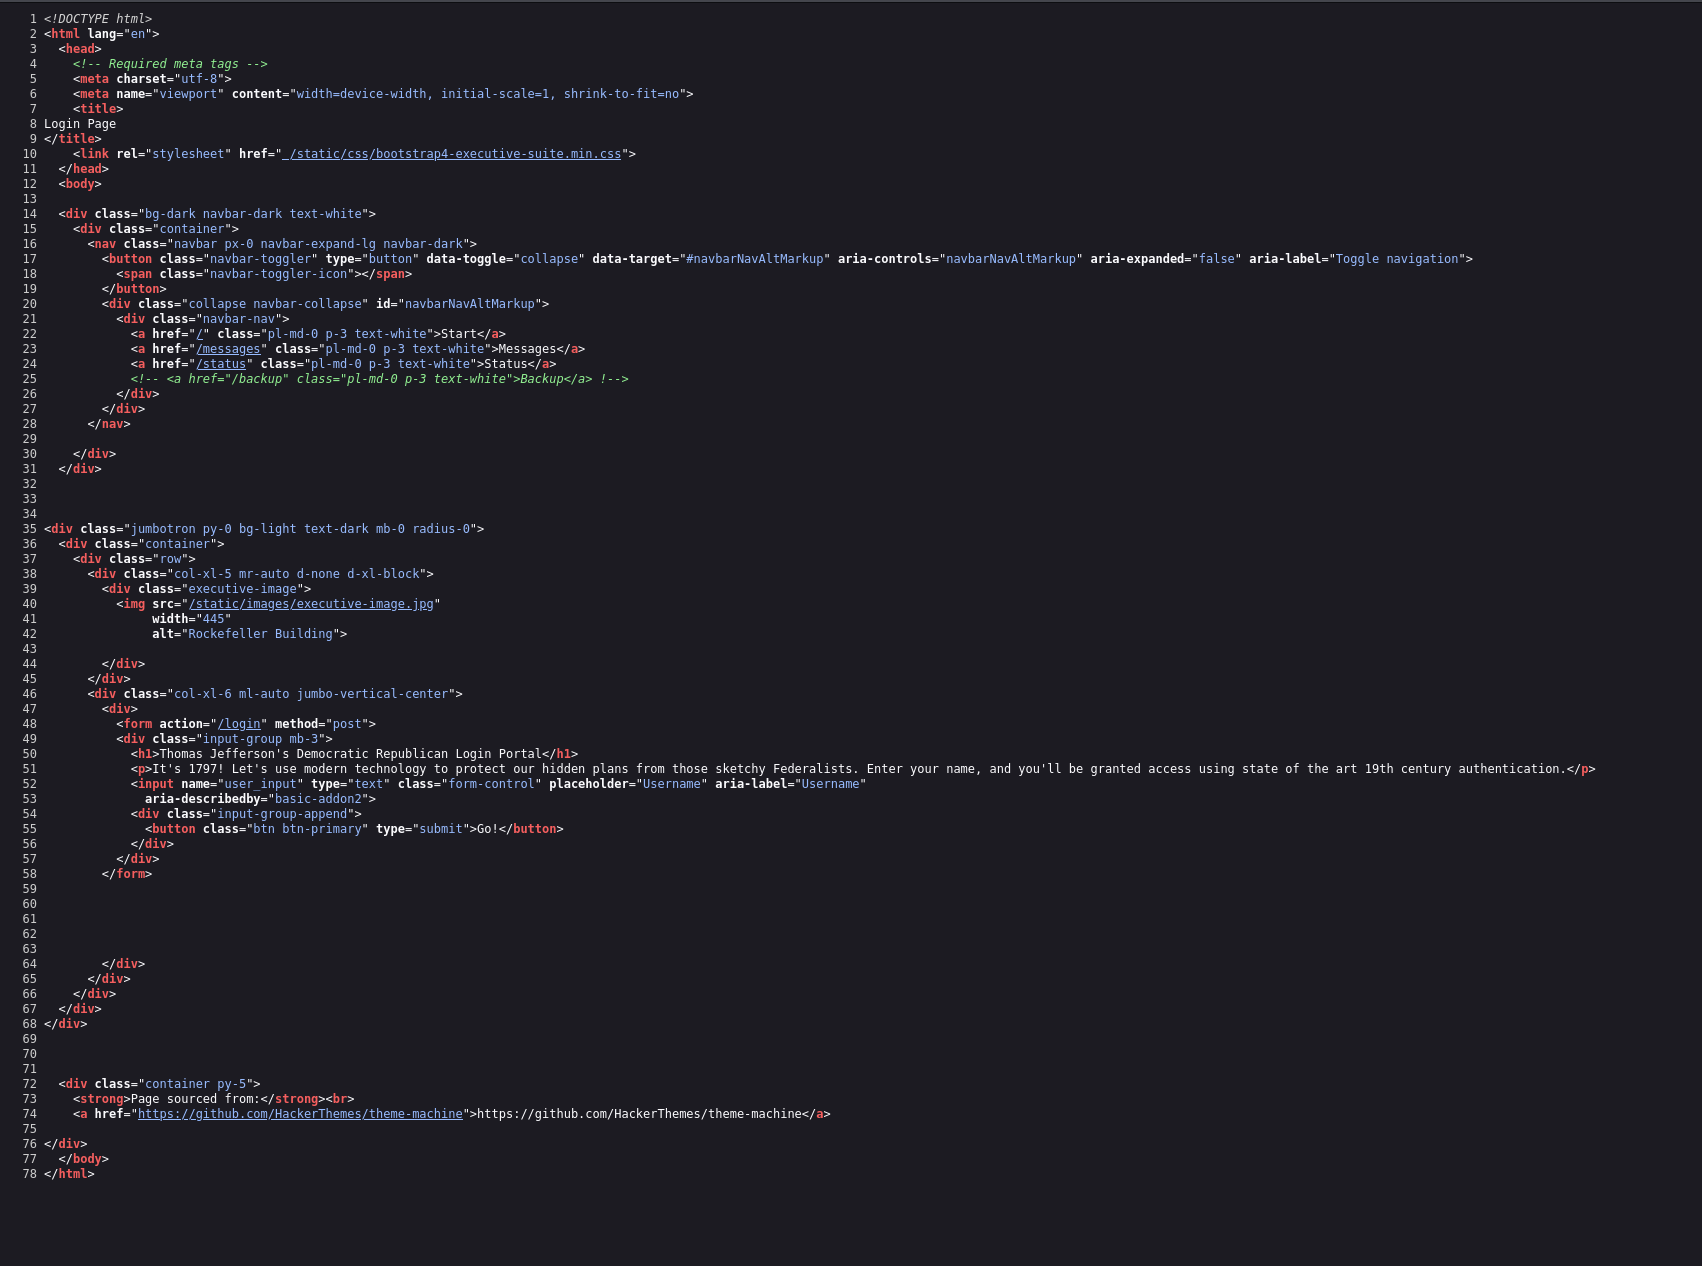 1 <!DOCTYPE html>
2 <html lang="en">
3   <head>
4     <!-- Required meta tags -->
5     <meta charset="utf-8">
6     <meta name="viewport" content="width=device-width, initial-scale=1, shrink-to-fit=no">
7     <title>
8 Login Page
9 </title>
10     <link rel="stylesheet" href=" /static/css/bootstrap4-executive-suite.min.css">
11   </head>
12   <body>
13
14   <div class="bg-dark navbar-dark text-white">
15     <div class="container">
16       <nav class="navbar px-0 navbar-expand-lg navbar-dark">
17         <button class="navbar-toggler" type="button" data-toggle="collapse" data-target="#navbarNavAltMarkup" aria-controls="navbarNavAltMarkup" aria-expanded="false" aria-label="Toggle navigation">
18           <span class="navbar-toggler-icon"></span>
19         </button>
20         <div class="collapse navbar-collapse" id="navbarNavAltMarkup">
21           <div class="navbar-nav">
22             <a href="/" class="pl-md-0 p-3 text-white">Start</a>
23             <a href="/messages" class="pl-md-0 p-3 text-white">Messages</a>
24             <a href="/status" class="pl-md-0 p-3 text-white">Status</a>
25             <!-- <a href="/backup" class="pl-md-0 p-3 text-white">Backup</a> !-->
26           </div>
27         </div>
28       </nav>
29
30     </div>
31   </div>
32
33
34
35 <div class="jumbotron py-0 bg-light text-dark mb-0 radius-0">
36   <div class="container">
37     <div class="row">
38       <div class="col-xl-5 mr-auto d-none d-xl-block">
39         <div class="executive-image">
40           <img src="/static/images/executive-image.jpg"
41                width="445"
42                alt="Rockefeller Building">
43
44         </div>
45       </div>
46       <div class="col-xl-6 ml-auto jumbo-vertical-center">
47         <div>
48           <form action="/login" method="post">
49           <div class="input-group mb-3">
50             <h1>Thomas Jefferson's Democratic Republican Login Portal</h1>
51             <p>It's 1797! Let's use modern technology to protect our hidden plans from those sketchy Federalists. Enter your name, and you'll be granted access using state of the art 19th century authentication.</p>
52             <input name="user_input" type="text" class="form-control" placeholder="Username" aria-label="Username"
53               aria-describedby="basic-addon2">
54             <div class="input-group-append">
55               <button class="btn btn-primary" type="submit">Go!</button>
56             </div>
57           </div>
58         </form>
59
60
61
62
63
64         </div>
65       </div>
66     </div>
67   </div>
68 </div>
69
70
71
72   <div class="container py-5">
73     <strong>Page sourced from:</strong><br>
74     <a href="https://github.com/HackerThemes/theme-machine">https://github.com/HackerThemes/theme-machine</a>
75
76 </div>
77   </body>
78 </html>